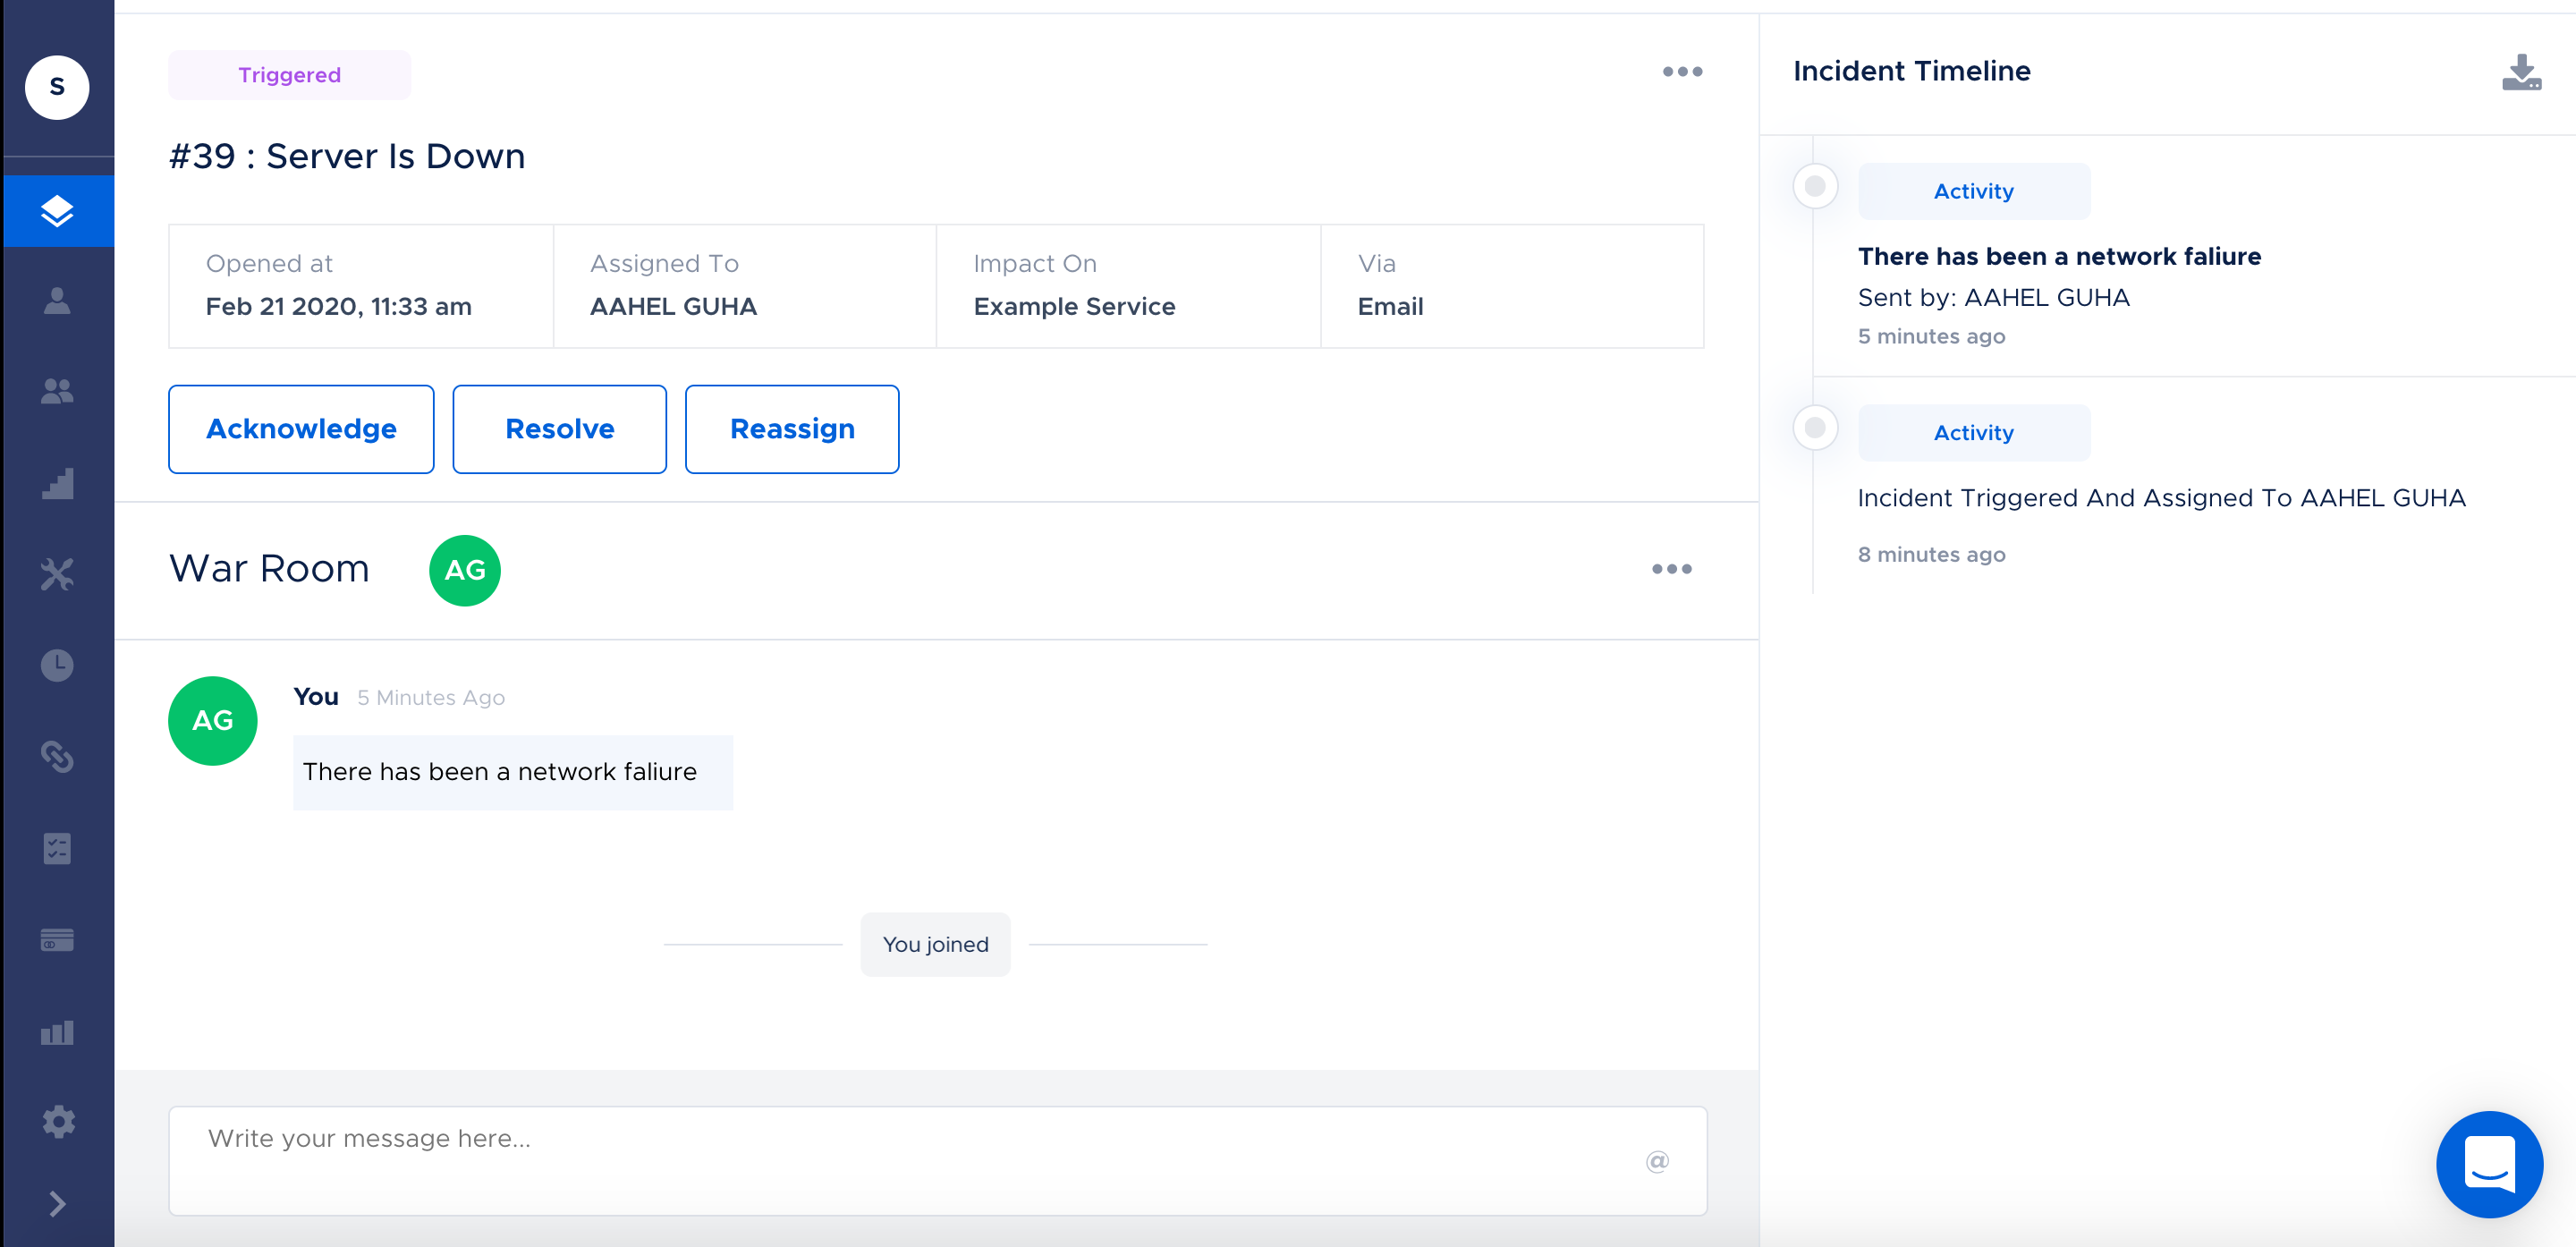 S
Triggered
#39 : Server Is Down
Opened at
Feb 21 2020, 11:33 am
Assigned To
AAHEL GUHA
Impact On
Example Service
Via
Email
Acknowledge
Resolve
Reassign
War Room
AG
AG
You 5 Minutes Ago
There has been a network faliure
You joined
Write your message here...
@
Incident Timeline
Activity
There has been a network faliure
Sent by: AAHEL GUHA
5 minutes ago
Activity
Incident Triggered And Assigned To AAHEL GUHA
8 minutes ago